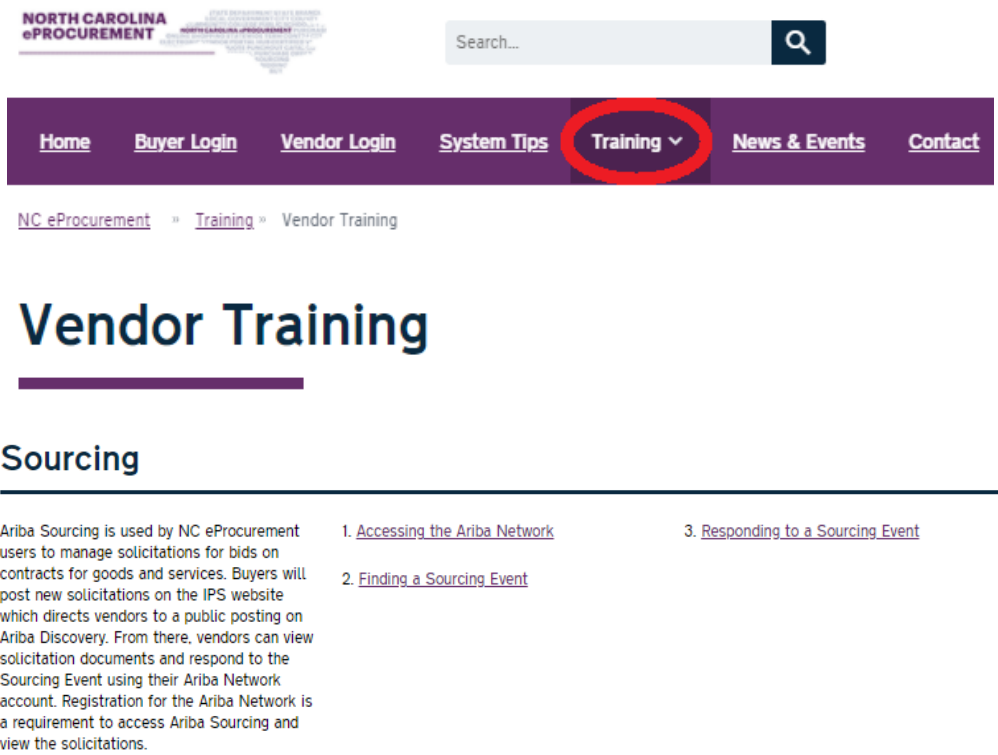 NORTH CAROLINA
ePROCUREMENT
NORTH CAROLINA ePROCUREMENT
Search...
Home Buyer Login Vendor Login System Tips Training News & Events Contact
NC eProcurement » Training » Vendor Training
Vendor Training
Sourcing
Ariba Sourcing is used by NC eProcurement
users to manage solicitations for bids on
contracts for goods and services. Buyers will
post new solicitations on the IPS website
which directs vendors to a public posting on
Ariba Discovery. From there, vendors can view
solicitation documents and respond to the
Sourcing Event using their Ariba Network
account. Registration for the Ariba Network is
a requirement to access Ariba Sourcing and
view the solicitations.
1. Accessing the Ariba Network
2. Finding a Sourcing Event
3. Responding to a Sourcing Event